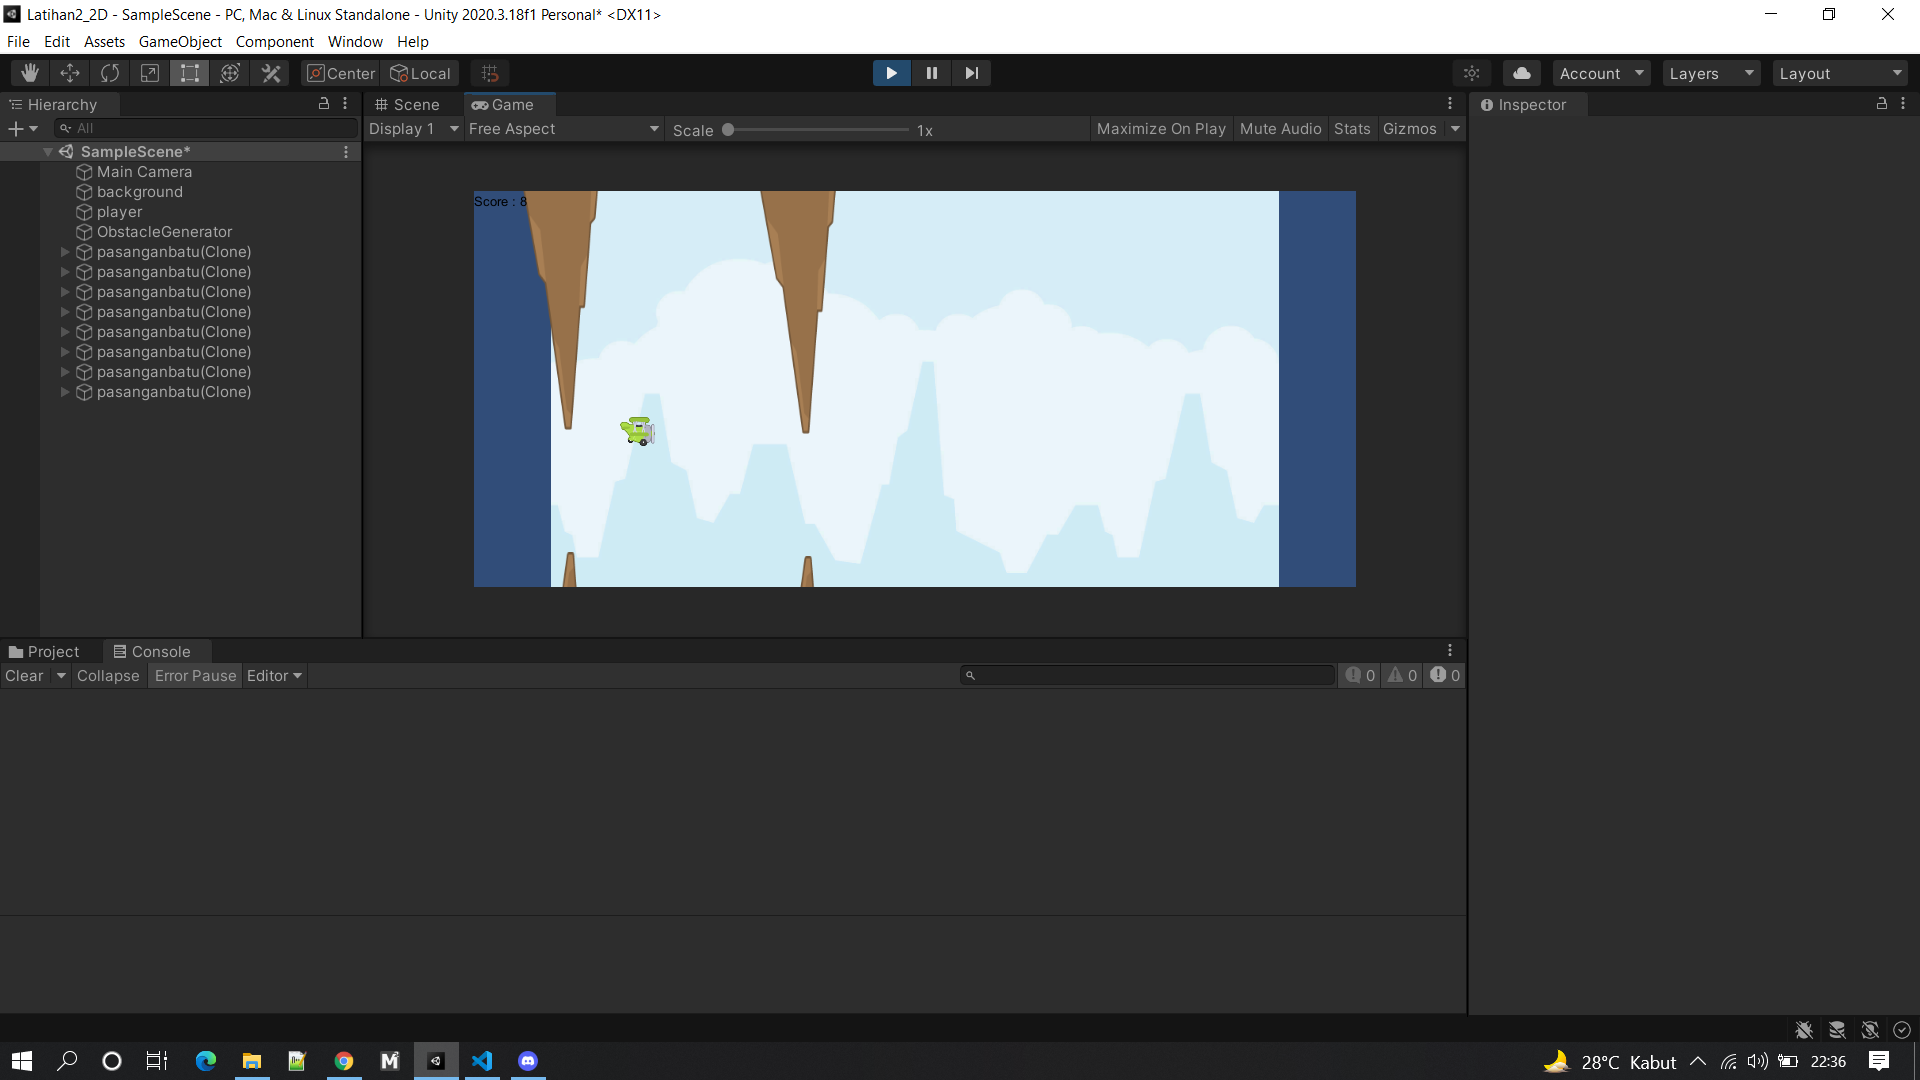 Latihan2_2D - SampleScene - PC, Mac & Linux Standalone - Unity 2020.3.18f1 Personal* <DX11>
File Edit Assets GameObject Component Window Help
Center Local Account Layers Layout
Hierarchy
All
SampleScene*
Main Camera
background
player
ObstacleGenerator
pasanganbatu(Clone)
pasanganbatu(Clone)
pasanganbatu(Clone)
pasanganbatu(Clone)
pasanganbatu(Clone)
pasanganbatu(Clone)
pasanganbatu(Clone)
pasanganbatu(Clone)
Scene Game
Display 1 Free Aspect Scale 1x Maximize On Play Mute Audio Stats Gizmos
Score : 8
Inspector
Project Console
Clear Collapse Error Pause Editor 0 0 0
28°C Kabut 22:36